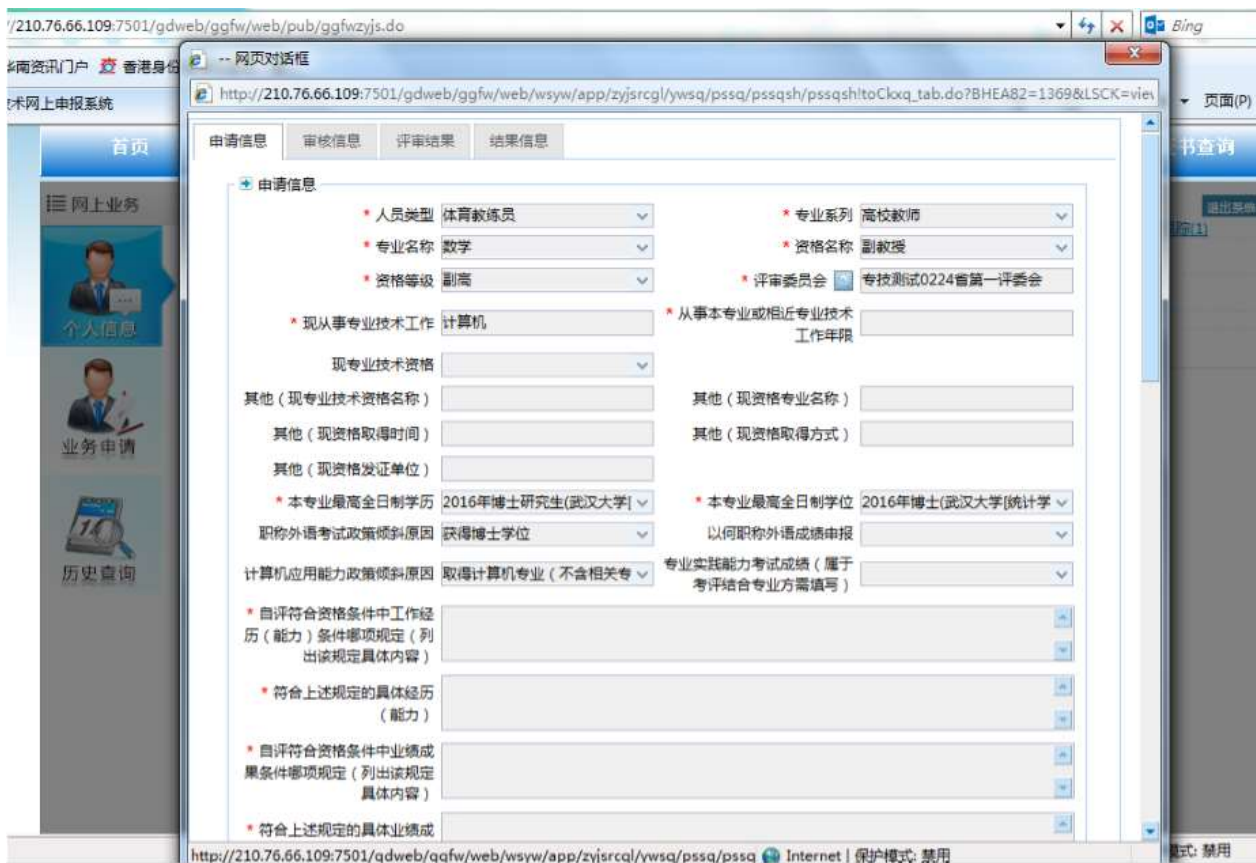 //210.76.66.109:7501/gdweb/ggfw/web/pub/ggfwzyjs.do
Bing
华南资讯门户 香港身份
-- 网页对话框
http://210.76.66.109:7501/gdweb/ggfw/web/wsyw/app/zyjsrcgl/ywsq/pssq/pssqsh/pssqsh!toCkxq_tab.do?BHEA82=1369&LSCK=view
术网上申报系统
页面(P)
首页
申请信息 审核信息 评审结果 结果信息
书查询
网上业务
退出系统
申请信息
* 人员类型 体育教练员 * 专业系列 高校教师
* 专业名称 数学 * 资格名称 副教授
* 资格等级 副高 * 评审委员会 专技测试0224省第一评委会
个人信息
* 现从事专业技术工作 计算机 * 从事本专业或相近专业技术
工作年限
现专业技术资格
其他(现专业技术资格名称) 其他(现资格专业名称)
其他(现资格取得时间) 其他(现资格取得方式)
业务申请
其他(现资格发证单位)
* 本专业最高全日制学历 2016年博士研究生(武汉大学[ * 本专业最高全日制学位 2016年博士(武汉大学[统计学
职称外语考试政策倾斜原因 获得博士学位 以何职称外语成绩申报
历史查询
计算机应用能力政策倾斜原因 取得计算机专业(不含相关专 专业实践能力考试成绩(属于
考评结合专业方需填写)
* 自评符合资格条件中工作经
历(能力)条件哪项规定(列
出该规定具体内容)
* 符合上述规定的具体经历
(能力)
* 自评符合资格条件中业绩成
果条件哪项规定(列出该规定
具体内容)
* 符合上述规定的具体业绩成
http://210.76.66.109:7501/gdweb/ggfw/web/wsyw/app/zyjsrcgl/ywsq/pssq/pssq Internet | 保护模式: 禁用
模式: 禁用